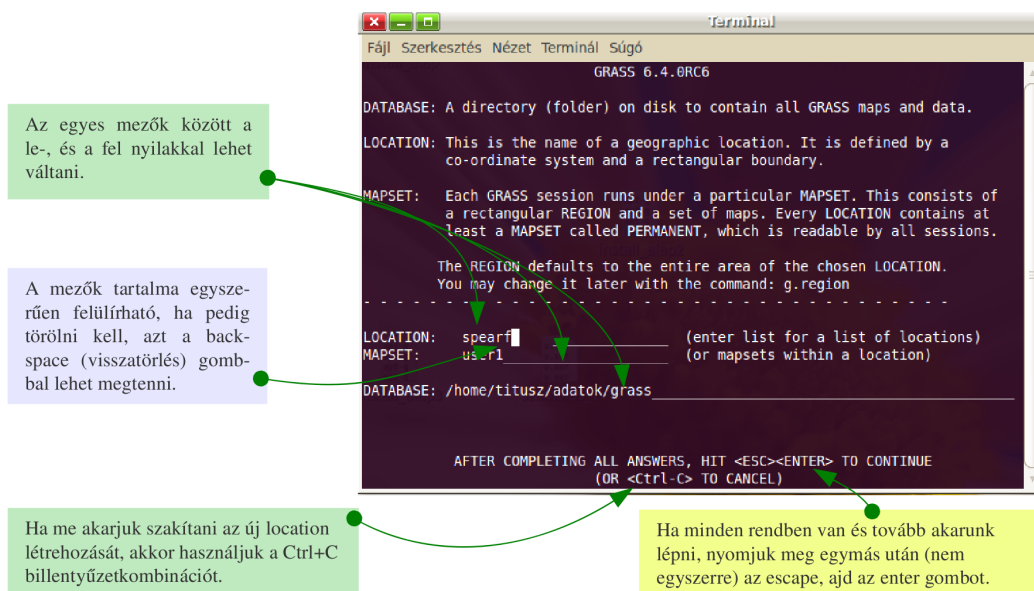 Terminal
Fájl Szerkesztés Nézet Terminál Súgó
GRASS 6.4.0RC6
DATABASE: A directory (folder) on disk to contain all GRASS maps and data.
LOCATION: This is the name of a geographic location. It is defined by a
co-ordinate system and a rectangular boundary.
MAPSET: Each GRASS session runs under a particular MAPSET. This consists of
a rectangular REGION and a set of maps. Every LOCATION contains at
least a MAPSET called PERMANENT, which is readable by all sessions.
The REGION defaults to the entire area of the chosen LOCATION.
You may change it later with the command: g.region
- - - - - - - - - - - - - - - - - - - - - - - - - - - - - - - - - - - -
LOCATION: spearf __________ (enter list for a list of locations)
MAPSET: user1 __________ (or mapsets within a location)
DATABASE: /home/titusz/adatok/grass__________
AFTER COMPLETING ALL ANSWERS, HIT <ESC><ENTER> TO CONTINUE
(OR <Ctrl-C> TO CANCEL)
Az egyes mezők között a
le-, és a fel nyilakkal lehet
váltani.
A mezők tartalma egysze-
rűen felülírható, ha pedig
törölni kell, azt a back-
space (visszatörlés) gomb-
bal lehet megtenni.
Ha me akarjuk szakítani az új location
létrehozását, akkor használjuk a Ctrl+C
billentyűzetkombinációt.
Ha minden rendben van és tovább akarunk
lépni, nyomjuk meg egymás után (nem
egyszerre) az escape, ajd az enter gombot.